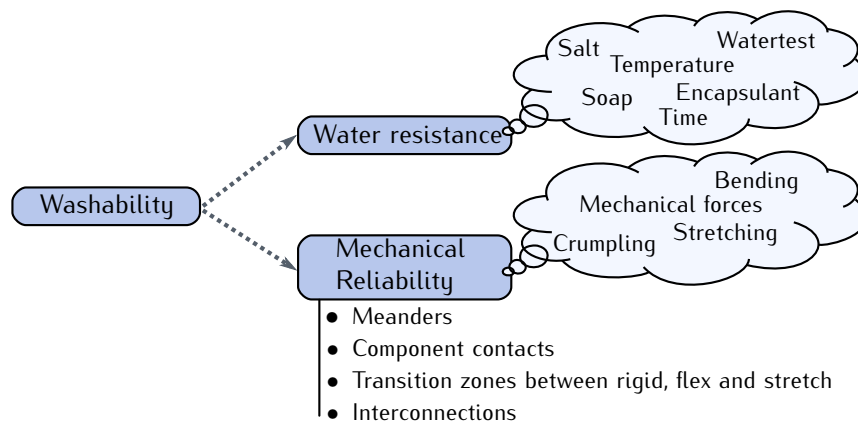 Salt
Watertest
Temperature
Soap
Encapsulant
Time
Water resistance
Washability
Bending
Mechanical forces
Crumpling
Stretching
Mechanical
Reliability
• Meanders
• Component contacts
• Transition zones between rigid, flex and stretch
• Interconnections